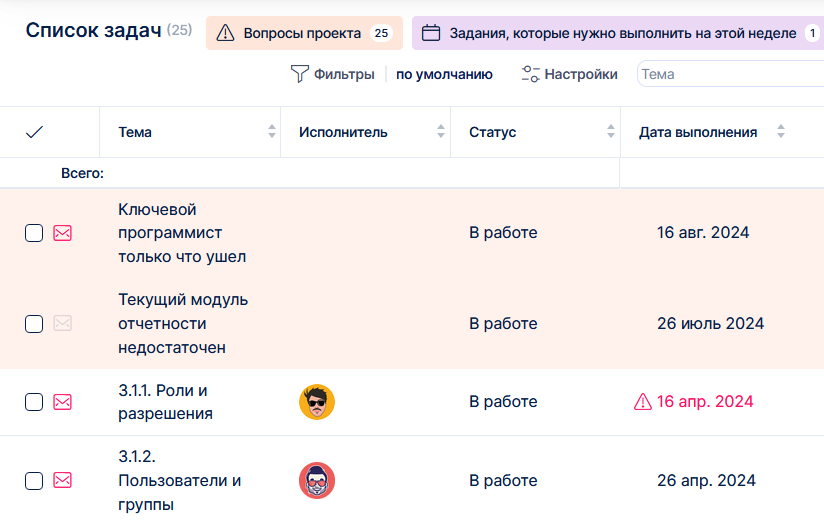 Список задач (25)
Вопросы проекта 25
Задания, которые нужно выполнить на этой неделе 1
Фильтры по умолчанию Настройки Тема
Тема Исполнитель Статус Дата выполнения
Всего:
Ключевой
программист
только что ушел
В работе 16 авг. 2024
Текущий модуль
отчетности
недостаточен
В работе 26 июль 2024
3.1.1. Роли и
разрешения
В работе 16 апр. 2024
3.1.2.
Пользователи и
группы
В работе 26 апр. 2024